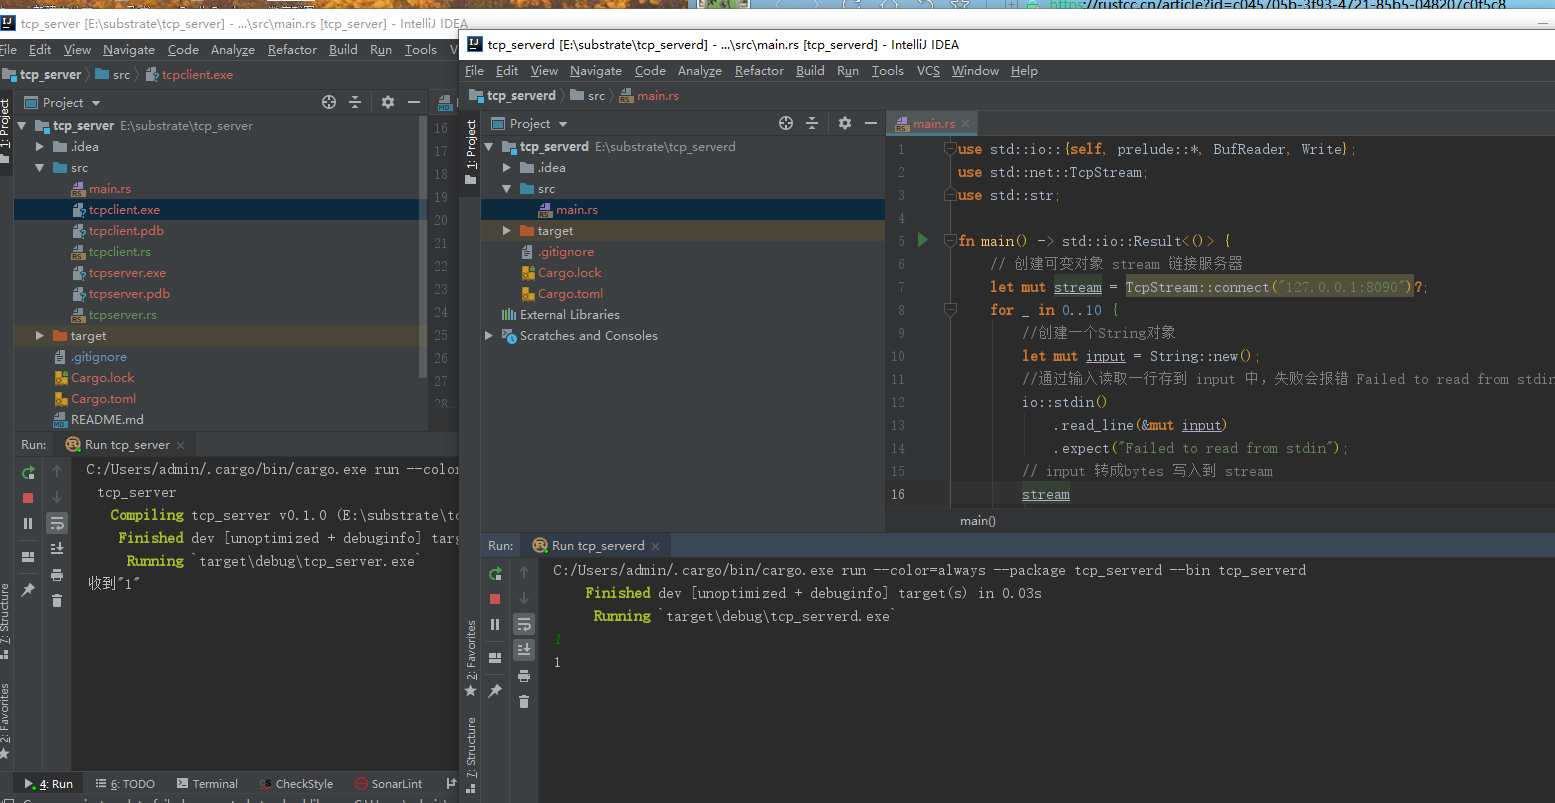 https://rustcc.cn/article?id=c045705b-3f93-4721-85b5-048207c0f5c8
tcp_server [E:\substrate\tcp_server] - ...\src\main.rs [tcp_server] - IntelliJ IDEA
File Edit View Navigate Code Analyze Refactor Build Run Tools V
tcp_server src tcpclient.exe
1: Project
Project
tcp_server E:\substrate\tcp_server
.idea
src
main.rs
tcpclient.exe
tcpclient.pdb
tcpclient.rs
tcpserver.exe
tcpserver.pdb
tcpserver.rs
target
.gitignore
Cargo.lock
Cargo.toml
README.md
16
17
18
19
20
21
22
23
24
25
26
27
28
Run: Run tcp_server
C:/Users/admin/.cargo/bin/cargo.exe run --color
tcp_server
Compiling tcp_server v0.1.0 (E:\substrate\tc
Finished dev [unoptimized + debuginfo] targ
Running `target\debug\tcp_server.exe`
收到"1"
7: Structure
2: Favorites
4: Run 6: TODO Terminal CheckStyle SonarLint
tcp_serverd [E:\substrate\tcp_serverd] - ...\src\main.rs [tcp_serverd] - IntelliJ IDEA
File Edit View Navigate Code Analyze Refactor Build Run Tools VCS Window Help
tcp_serverd src main.rs
1: Project
Project
tcp_serverd E:\substrate\tcp_serverd
.idea
src
main.rs
target
.gitignore
Cargo.lock
Cargo.toml
External Libraries
Scratches and Consoles
main.rs
1 use std::io::{self, prelude::*, BufReader, Write};
2 use std::net::TcpStream;
3 use std::str;
4
5 fn main() -> std::io::Result<()> {
6 // 创建可变对象 stream 链接服务器
7 let mut stream = TcpStream::connect("127.0.0.1:8090")?;
8 for _ in 0..10 {
9 //创建一个String对象
10 let mut input = String::new();
11 //通过输入读取一行存到 input 中，失败会报错 Failed to read from stdin
12 io::stdin()
13 .read_line(&mut input)
14 .expect("Failed to read from stdin");
15 // input 转成bytes 写入到 stream
16 stream
main()
Run: Run tcp_serverd
C:/Users/admin/.cargo/bin/cargo.exe run --color=always --package tcp_serverd --bin tcp_serverd
Finished dev [unoptimized + debuginfo] target(s) in 0.03s
Running `target\debug\tcp_serverd.exe`
1
1
2: Favorites
7: Structure